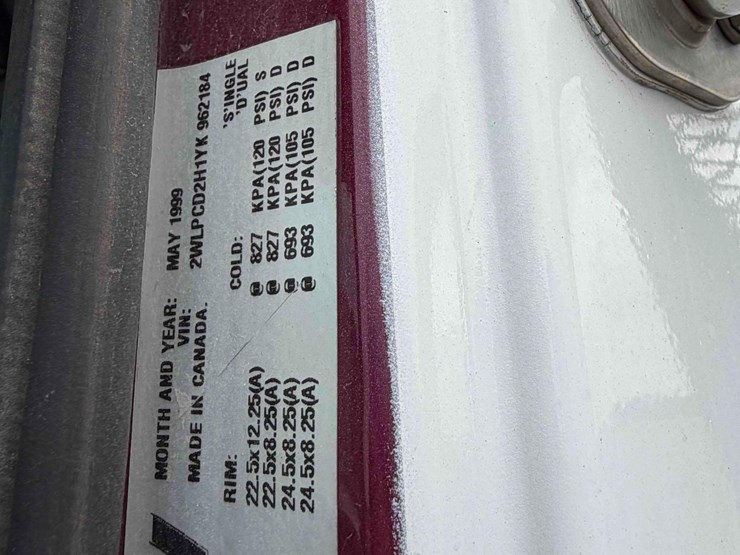 MONTH AND YEAR: MAY 1999
VIN: 2WLPCD2H1YK 962184
MADE IN CANADA.
RIM: COLD: 'S'INGLE
'D'UAL
22.5x12.25(A) @ 827 KPA(120 PSI) S
22.5x8.25(A) @ 827 KPA(120 PSI) D
24.5x8.25(A) @ 693 KPA(105 PSI) D
24.5x8.25(A) @ 693 KPA(105 PSI) D